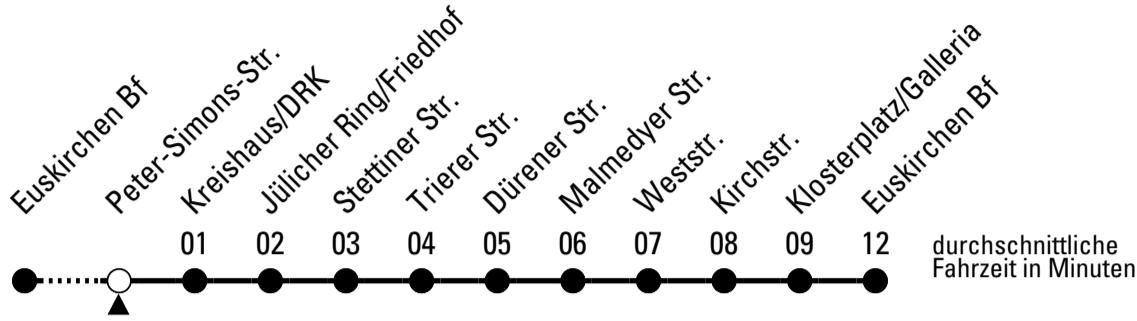 Euskirchen Bf
Peter-Simons-Str.
Kreishaus/DRK
Jülicher Ring/Friedhof
Stettiner Str.
Trierer Str.
Dürener Str.
Malmedyer Str.
Weststr.
Kirchstr.
Klosterplatz/Galleria
Euskirchen Bf
01 02 03 04 05 06 07 08 09 12
durchschnittliche
Fahrzeit in Minuten